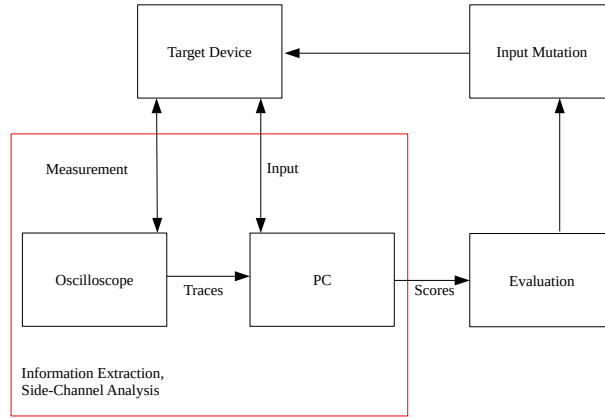 Target Device
Input Mutation
Measurement
Input
Oscilloscope
Traces
PC
Scores
Evaluation
Information Extraction,
Side-Channel Analysis